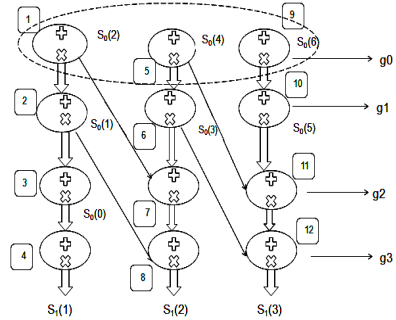 1
9
S₀(2)
S₀(4)
S₀(6)
g0
5
10
2
g1
S₀(1)
6
S₀(3)
S₀(5)
11
3
g2
7
S₀(0)
12
4
g3
8
S₁(1)
S₁(2)
S₁(3)